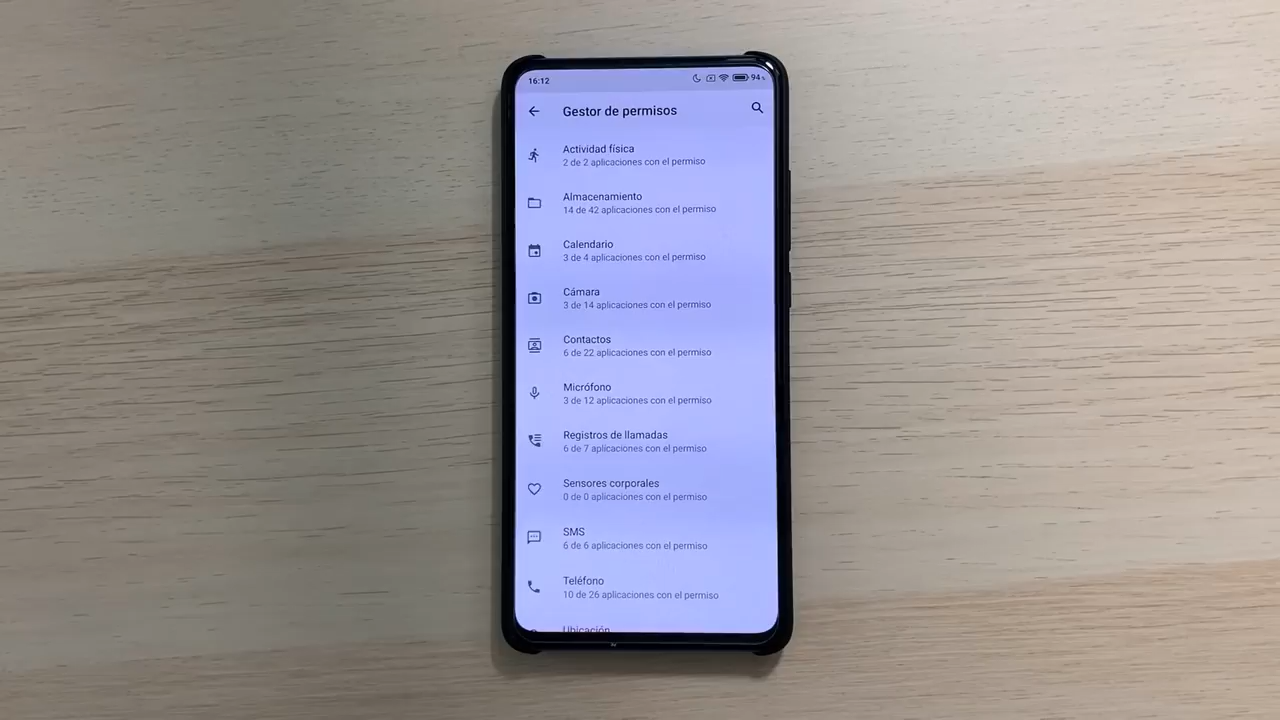 16:12
94%
Gestor de permisos
Actividad física
2 de 2 aplicaciones con el permiso
Almacenamiento
14 de 42 aplicaciones con el permiso
Calendario
3 de 4 aplicaciones con el permiso
Cámara
3 de 14 aplicaciones con el permiso
Contactos
6 de 22 aplicaciones con el permiso
Micrófono
3 de 12 aplicaciones con el permiso
Registros de llamadas
6 de 7 aplicaciones con el permiso
Sensores corporales
0 de 0 aplicaciones con el permiso
SMS
6 de 6 aplicaciones con el permiso
Teléfono
10 de 26 aplicaciones con el permiso
Ubicación